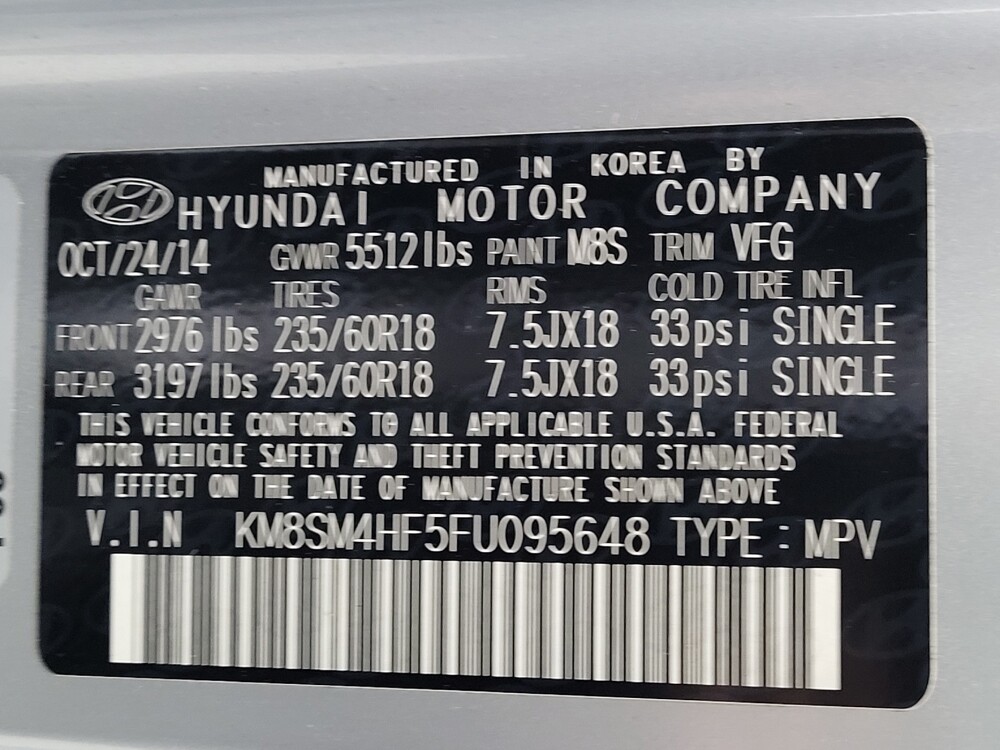 MANUFACTURED IN KOREA BY
HYUNDAI MOTOR COMPANY
OCT/24/14 GVWR 5512lbs PAINT M8S TRIM VFG
GAWR TIRES RIMS COLD TIRE INFL
FRONT 2976 lbs 235/60R18 7.5JX18 33psi SINGLE
REAR 3197 lbs 235/60R18 7.5JX18 33psi SINGLE
THIS VEHICLE CONFORMS TO ALL APPLICABLE U.S.A. FEDERAL
MOTOR VEHICLE SAFETY AND THEFT PREVENTION STANDARDS
IN EFFECT ON THE DATE OF MANUFACTURE SHOWN ABOVE
V.I.N KM8SM4HF5FU095648 TYPE : MPV